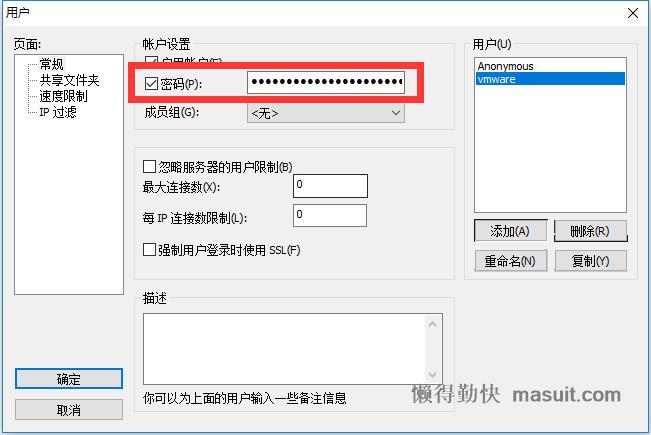 用户
页面:
常规
共享文件夹
速度限制
IP 过滤
确定
取消
帐户设置
启用帐户(E)
密码(P):
●●●●●●●●●●●●●●●●●●●●●●
成员组(G):
<无>
忽略服务器的用户限制(B)
最大连接数(X):
0
每 IP 连接数限制(L):
0
强制用户登录时使用 SSL(F)
描述
你可以为上面的用户输入一些备注信息
用户(U)
Anonymous
vmware
添加(A)
删除(R)
重命名(N)
复制(Y)
懒得勤快 masuit.com